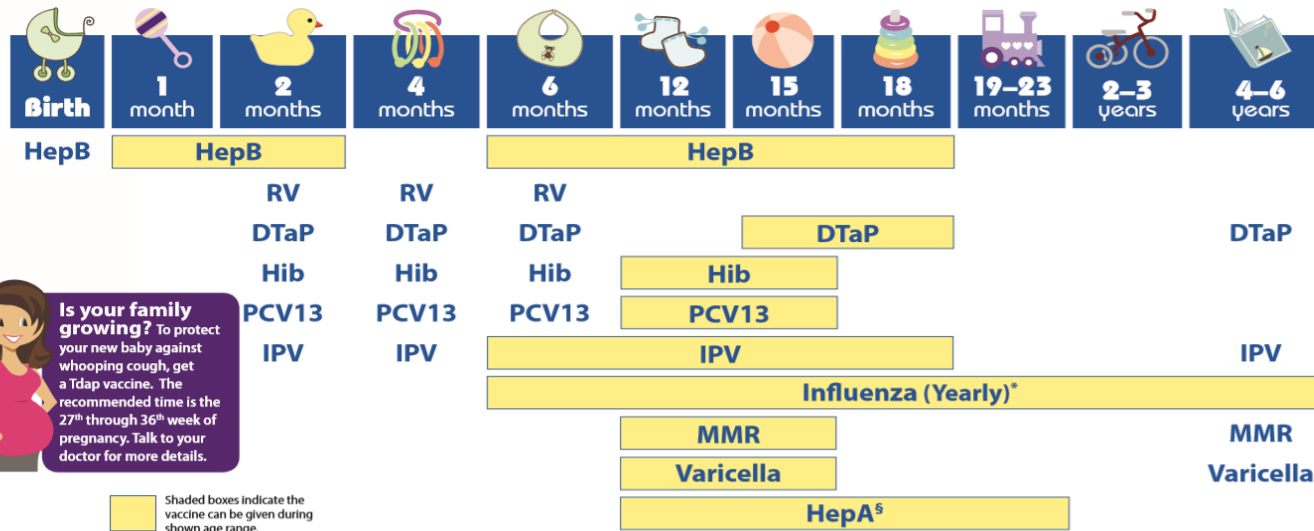 Birth
1
month
2
months
4
months
6
months
12
months
15
months
18
months
19–23
months
2–3
years
4–6
years
HepB HepB HepB
RV RV RV
DTaP DTaP DTaP DTaP DTaP
Hib Hib Hib Hib
PCV13 PCV13 PCV13 PCV13
IPV IPV IPV IPV
Influenza (Yearly)*
MMR MMR
Varicella Varicella
HepA§
Is your family
growing? To protect
your new baby against
whooping cough, get
a Tdap vaccine. The
recommended time is the
27th through 36th week of
pregnancy. Talk to your
doctor for more details.
Shaded boxes indicate the
vaccine can be given during
shown age range.